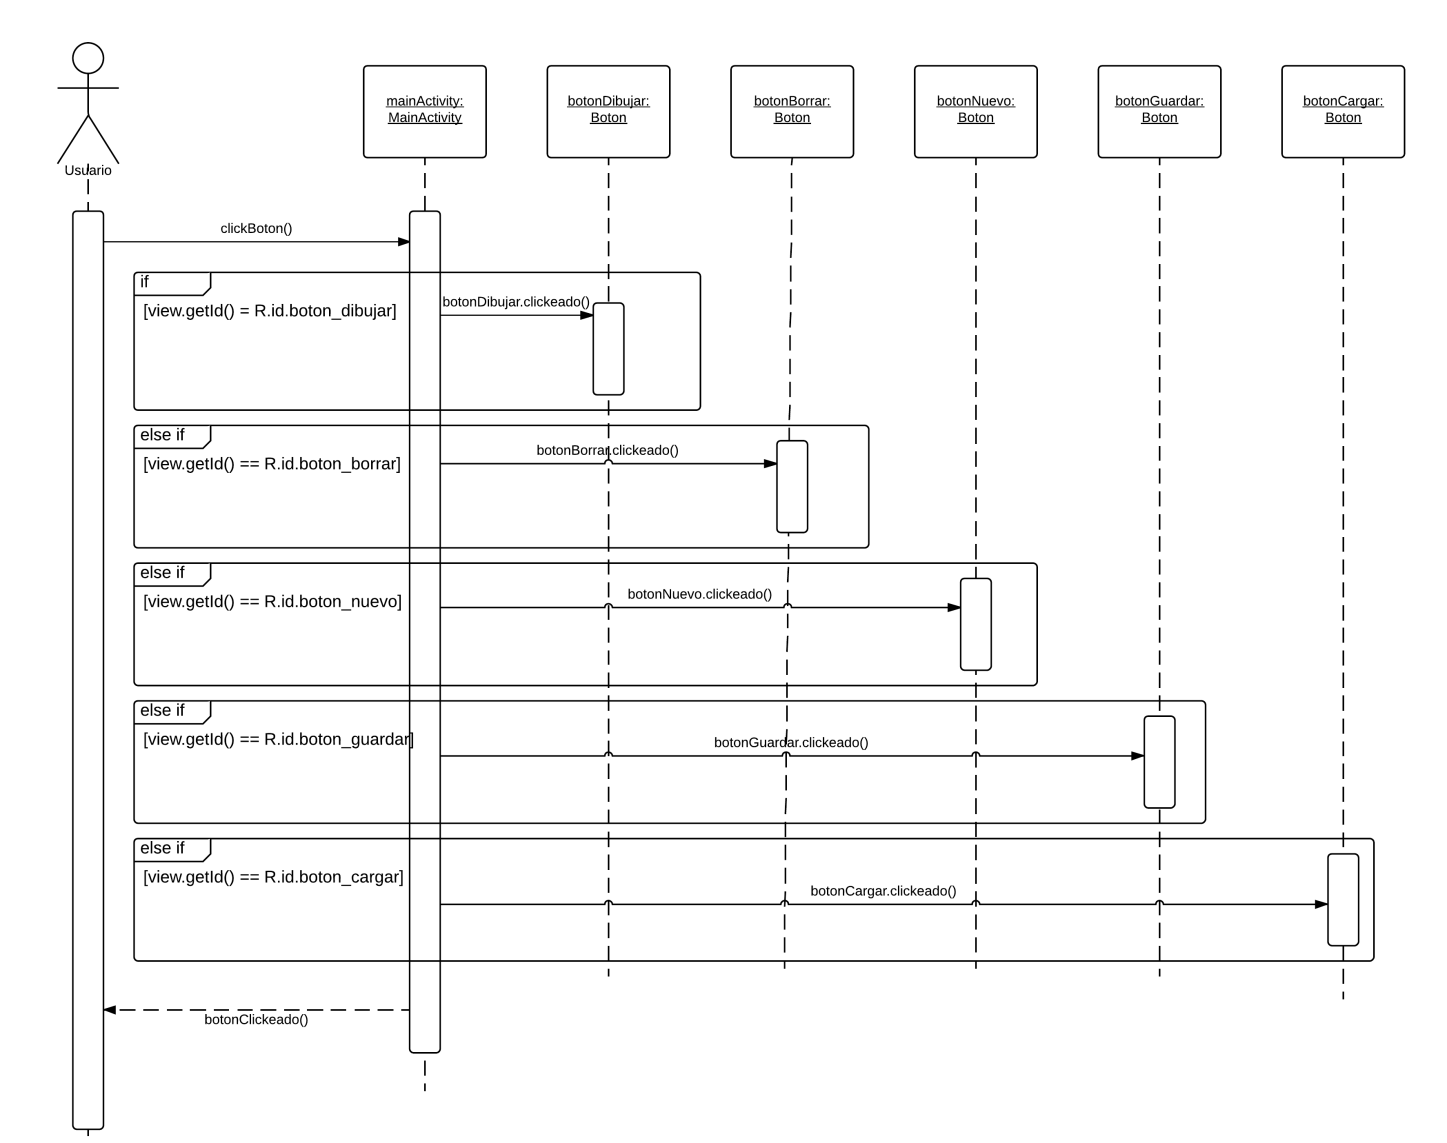 mainActivity:
MainActivity
botonDibujar:
Boton
botonBorrar:
Boton
botonNuevo:
Boton
botonGuardar:
Boton
botonCargar:
Boton
Usuario
clickBoton()
if
[view.getId() = R.id.boton_dibujar]
botonDibujar.clickeado()
else if
[view.getId() == R.id.boton_borrar]
botonBorrar.clickeado()
else if
[view.getId() == R.id.boton_nuevo]
botonNuevo.clickeado()
else if
[view.getId() == R.id.boton_guardar]
botonGuardar.clickeado()
else if
[view.getId() == R.id.boton_cargar]
botonCargar.clickeado()
botonClickeado()